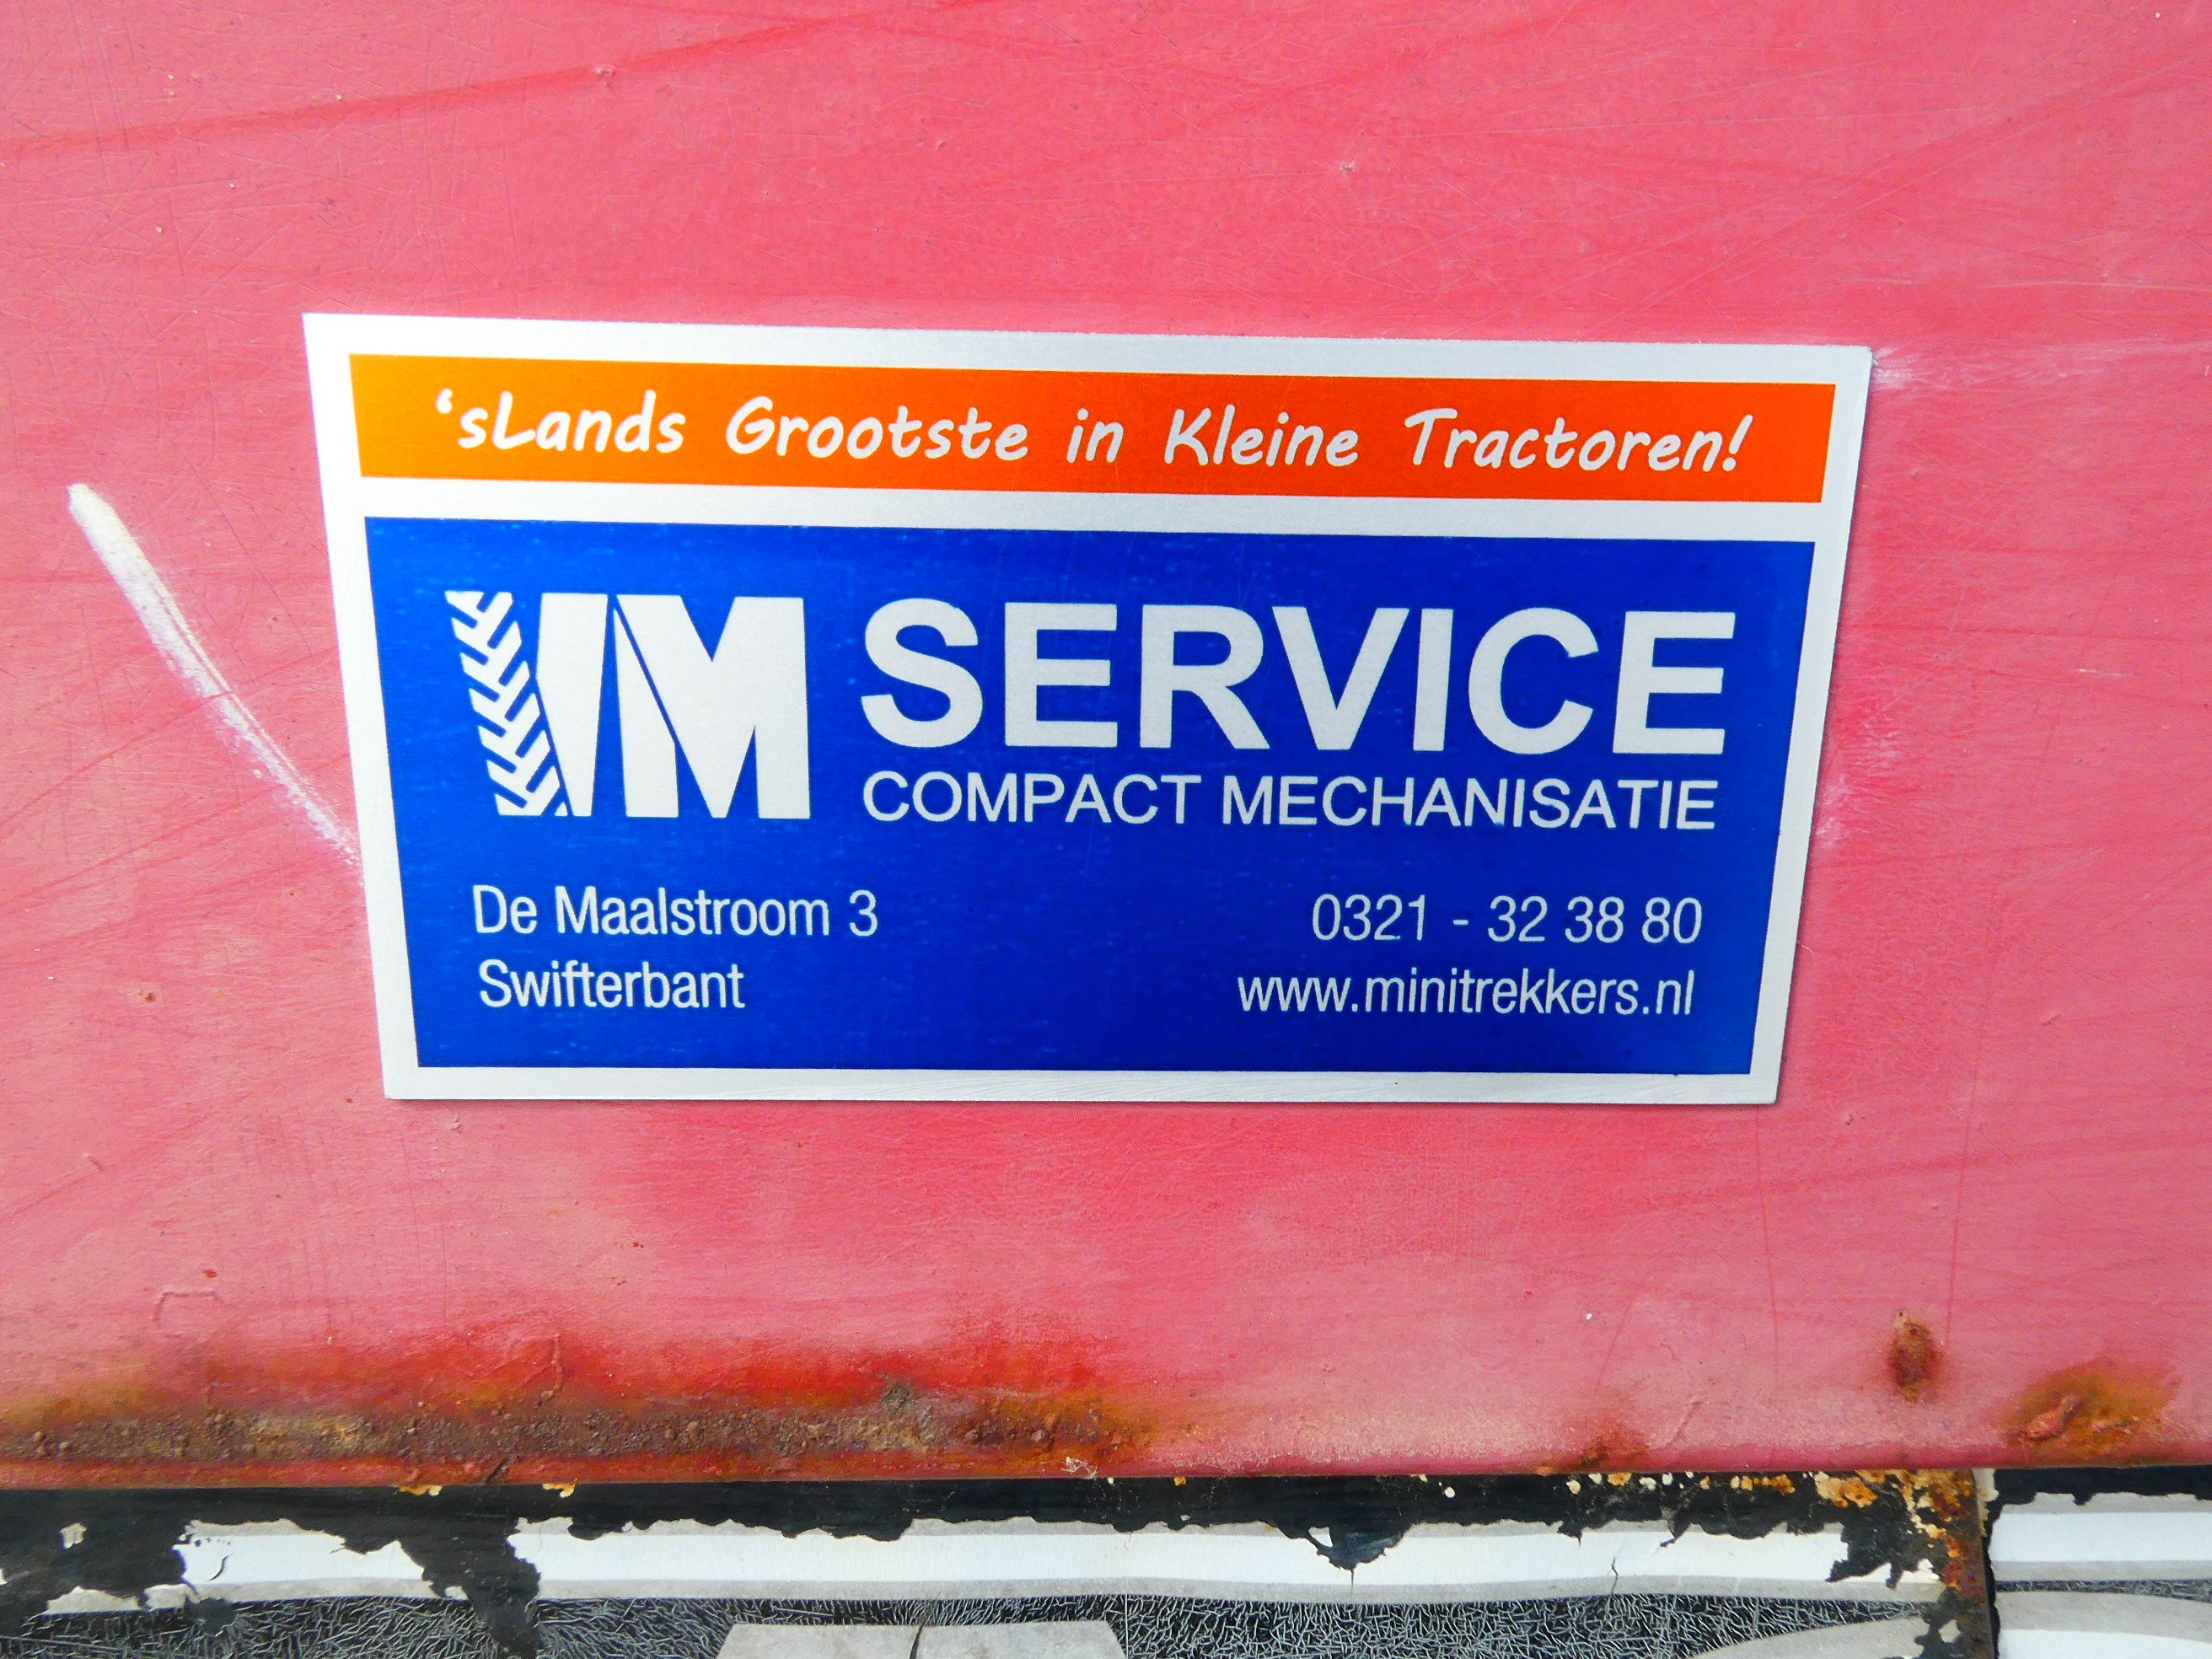 ‘sLands Grootste in Kleine Tractoren!
IM SERVICE
COMPACT MECHANISATIE
De Maalstroom 3
Swifterbant
0321 - 32 38 80
www.minitrekkers.nl